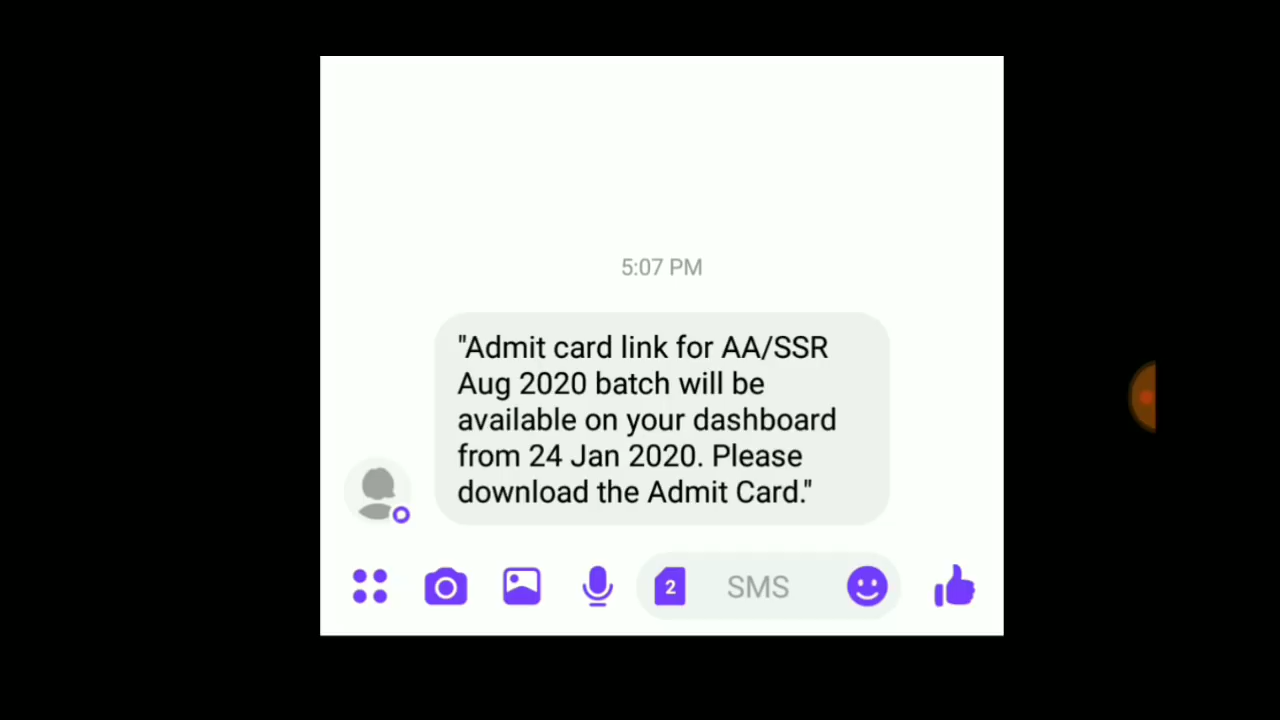 5:07 PM
"Admit card link for AA/SSR
Aug 2020 batch will be
available on your dashboard
from 24 Jan 2020. Please
download the Admit Card."
2 SMS